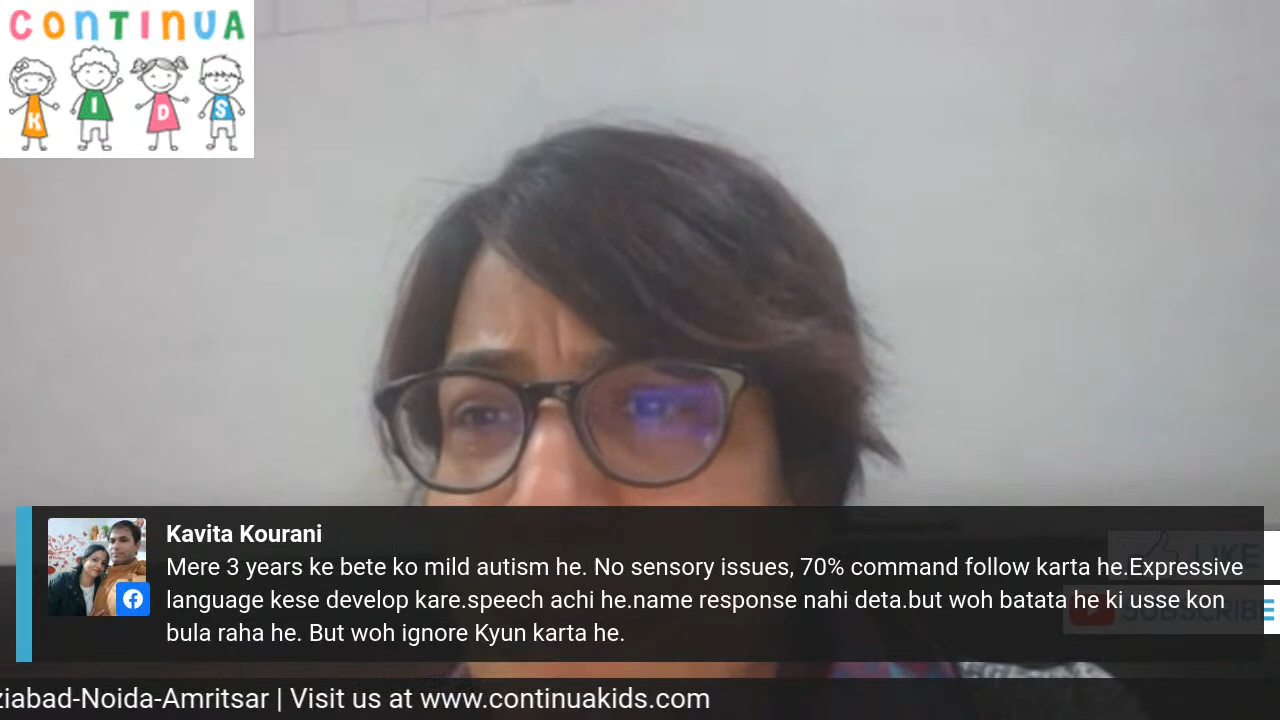 CONTINUA
KIDS
Kavita Kourani
Mere 3 years ke bete ko mild autism he. No sensory issues, 70% command follow karta he.Expressive
language kese develop kare.speech achi he.name response nahi deta.but woh batata he ki usse kon
bula raha he. But woh ignore Kyun karta he.
LIKE
SUBSCRIBE
ziabad-Noida-Amritsar | Visit us at www.continuakids.com